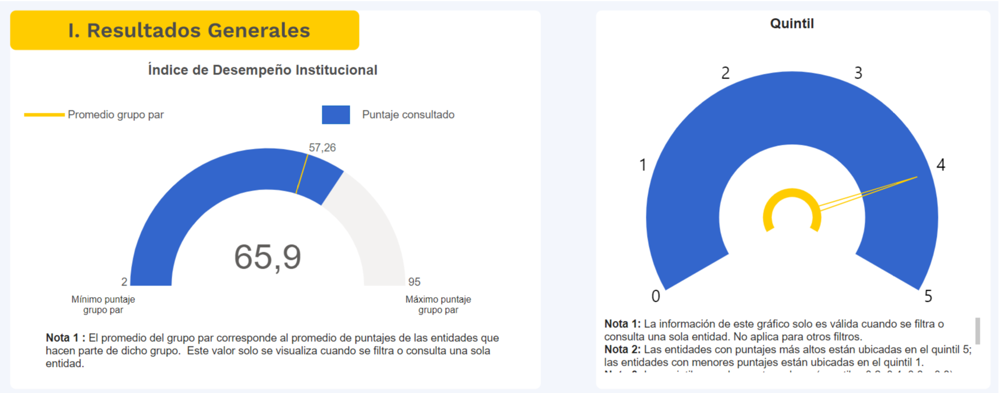 I. Resultados Generales
Índice de Desempeño Institucional
Promedio grupo par
Puntaje consultado
57,26
65,9
2
95
Mínimo puntaje
grupo par
Máximo puntaje
grupo par
Nota 1 : El promedio del grupo par corresponde al promedio de puntajes de las entidades que
hacen parte de dicho grupo. Este valor solo se visualiza cuando se filtra o consulta una sola
entidad.
Quintil
2
3
1
4
0
5
Nota 1: La información de este gráfico solo es válida cuando se filtra o
consulta una sola entidad. No aplica para otros filtros.
Nota 2: Las entidades con puntajes más altos están ubicadas en el quintil 5;
las entidades con menores puntajes están ubicadas en el quintil 1.